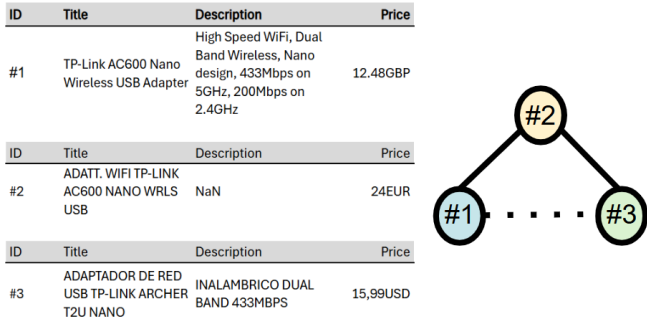 ID Title Description Price
#1 TP-Link AC600 Nano Wireless USB Adapter High Speed WiFi, Dual Band Wireless, Nano design, 433Mbps on 5GHz, 200Mbps on 2.4GHz 12.48GBP
ID Title Description Price
#2 ADATT. WIFI TP-LINK AC600 NANO WRLS USB NaN 24EUR
ID Title Description Price
#3 ADAPTADOR DE RED USB TP-LINK ARCHER T2U NANO INALAMBRICO DUAL BAND 433MBPS 15,99USD
#2
#1 #3